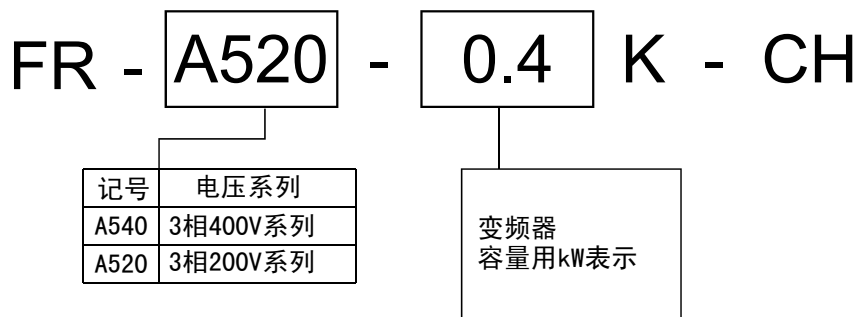 FR - A520 - 0.4 K - CH
记号 电压系列
A540 3相400V系列
A520 3相200V系列
变频器
容量用kW表示